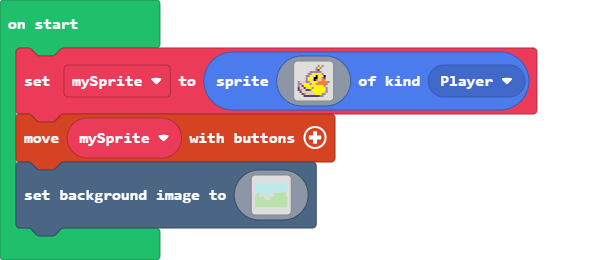 on start
set mySprite to sprite of kind Player
move mySprite with buttons
set background image to